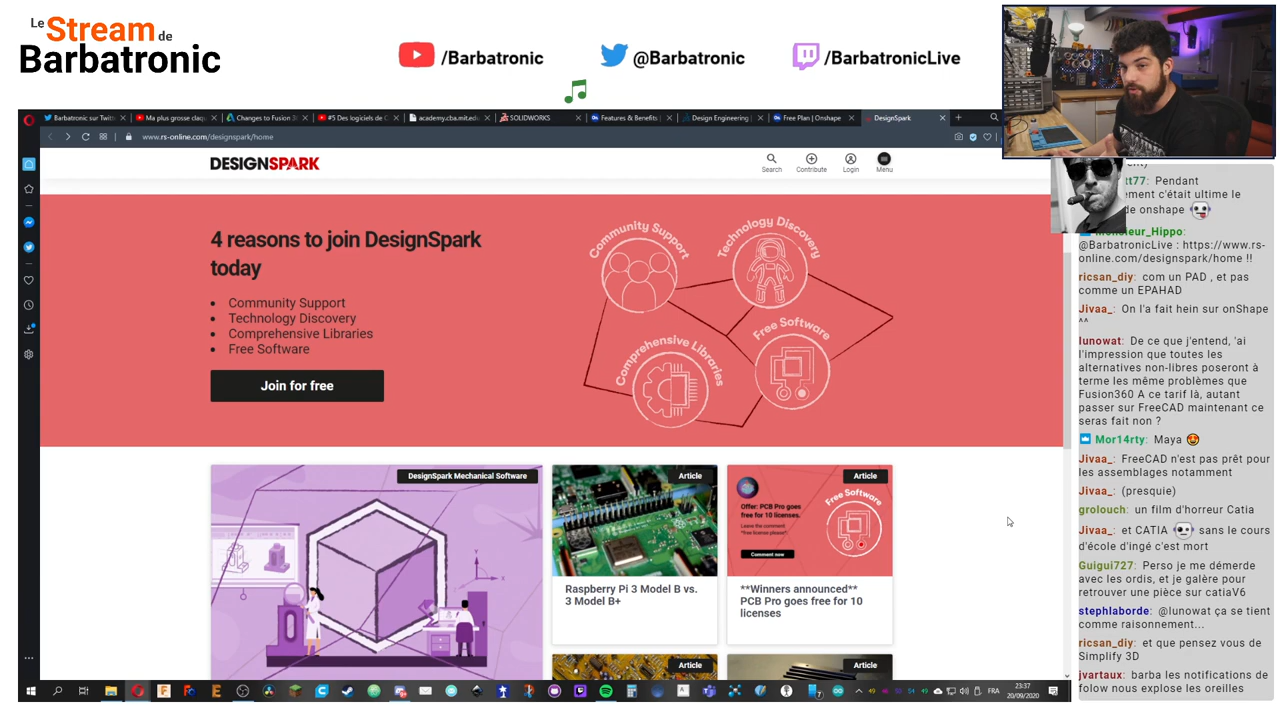 Le Stream de
Barbatronic
/Barbatronic
@Barbatronic
/BarbatronicLive
Barbatronic sur Twitt
Ma plus grosse claqu
Changes to Fusion 3
#5 Des logiciels de C
academy.cba.mit.edu
SOLIDWORKS
Features & Benefits |
Design Engineering |
Free Plan | Onshape
DesignSpark
www.rs-online.com/designspark/home
DESIGNSPARK
Search
Contribute
Login
Menu
4 reasons to join DesignSpark
today
• Community Support
• Technology Discovery
• Comprehensive Libraries
• Free Software
Join for free
Community Support
Technology Discovery
Comprehensive Libraries
Free Software
DesignSpark Mechanical Software
Article
Raspberry Pi 3 Model B vs.
3 Model B+
Article
Offer: PCB Pro goes
free for 10 licenses.
Leave the comment
"free license please"
Comment now
Free Software
**Winners announced**
PCB Pro goes free for 10
licenses
Article
Article
tt77: Pendant
ement c'était ultime le
de onshape
Monsieur_Hippo:
@BarbatronicLive : https://www.rs-
online.com/designspark/home !!
ricsan_diy: com un PAD , et pas
comme un EPAHAD
Jivaa_: On l'a fait hein sur onShape
^^
lunowat: De ce que j'entend, 'ai
l'impression que toutes les
alternatives non-libres poseront à
terme les même problèmes que
Fusion360 A ce tarif là, autant
passer sur FreeCAD maintenant ce
seras fait non ?
Mor14rty: Maya
Jivaa_: FreeCAD n'est pas prêt pour
les assemblages notamment
Jivaa_: (presquie)
grolouch: un film d'horreur Catia
Jivaa_: et CATIA sans le cours
d'école d'ingé c'est mort
Guigui727: Perso je me démerde
avec les ordis, et je galère pour
retrouver une pièce sur catiaV6
stephlaborde: @lunowat ça se tient
comme raisonnement...
ricsan_diy: et que pensez vous de
Simplify 3D
jvartaux: barba les notifications de
folow nous explose les oreilles
FRA
23:37
20/09/2020